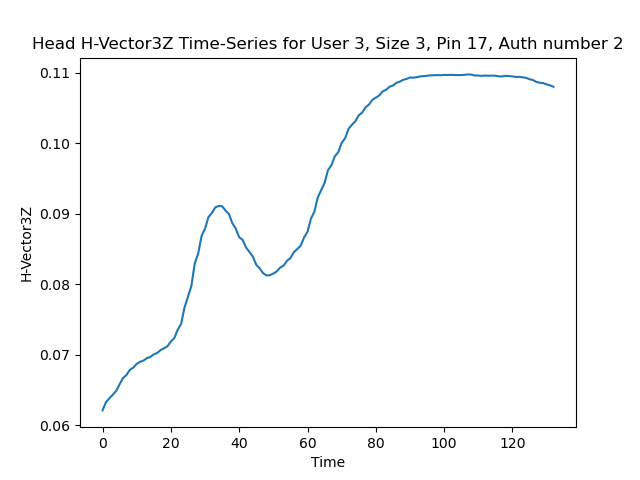 Head H-Vector3Z Time-Series for User 3, Size 3, Pin 17, Auth number 2
0.11
0.10
0.09
0.08
0.07
0.06
H-Vector3Z
0 20 40 60 80 100 120
Time